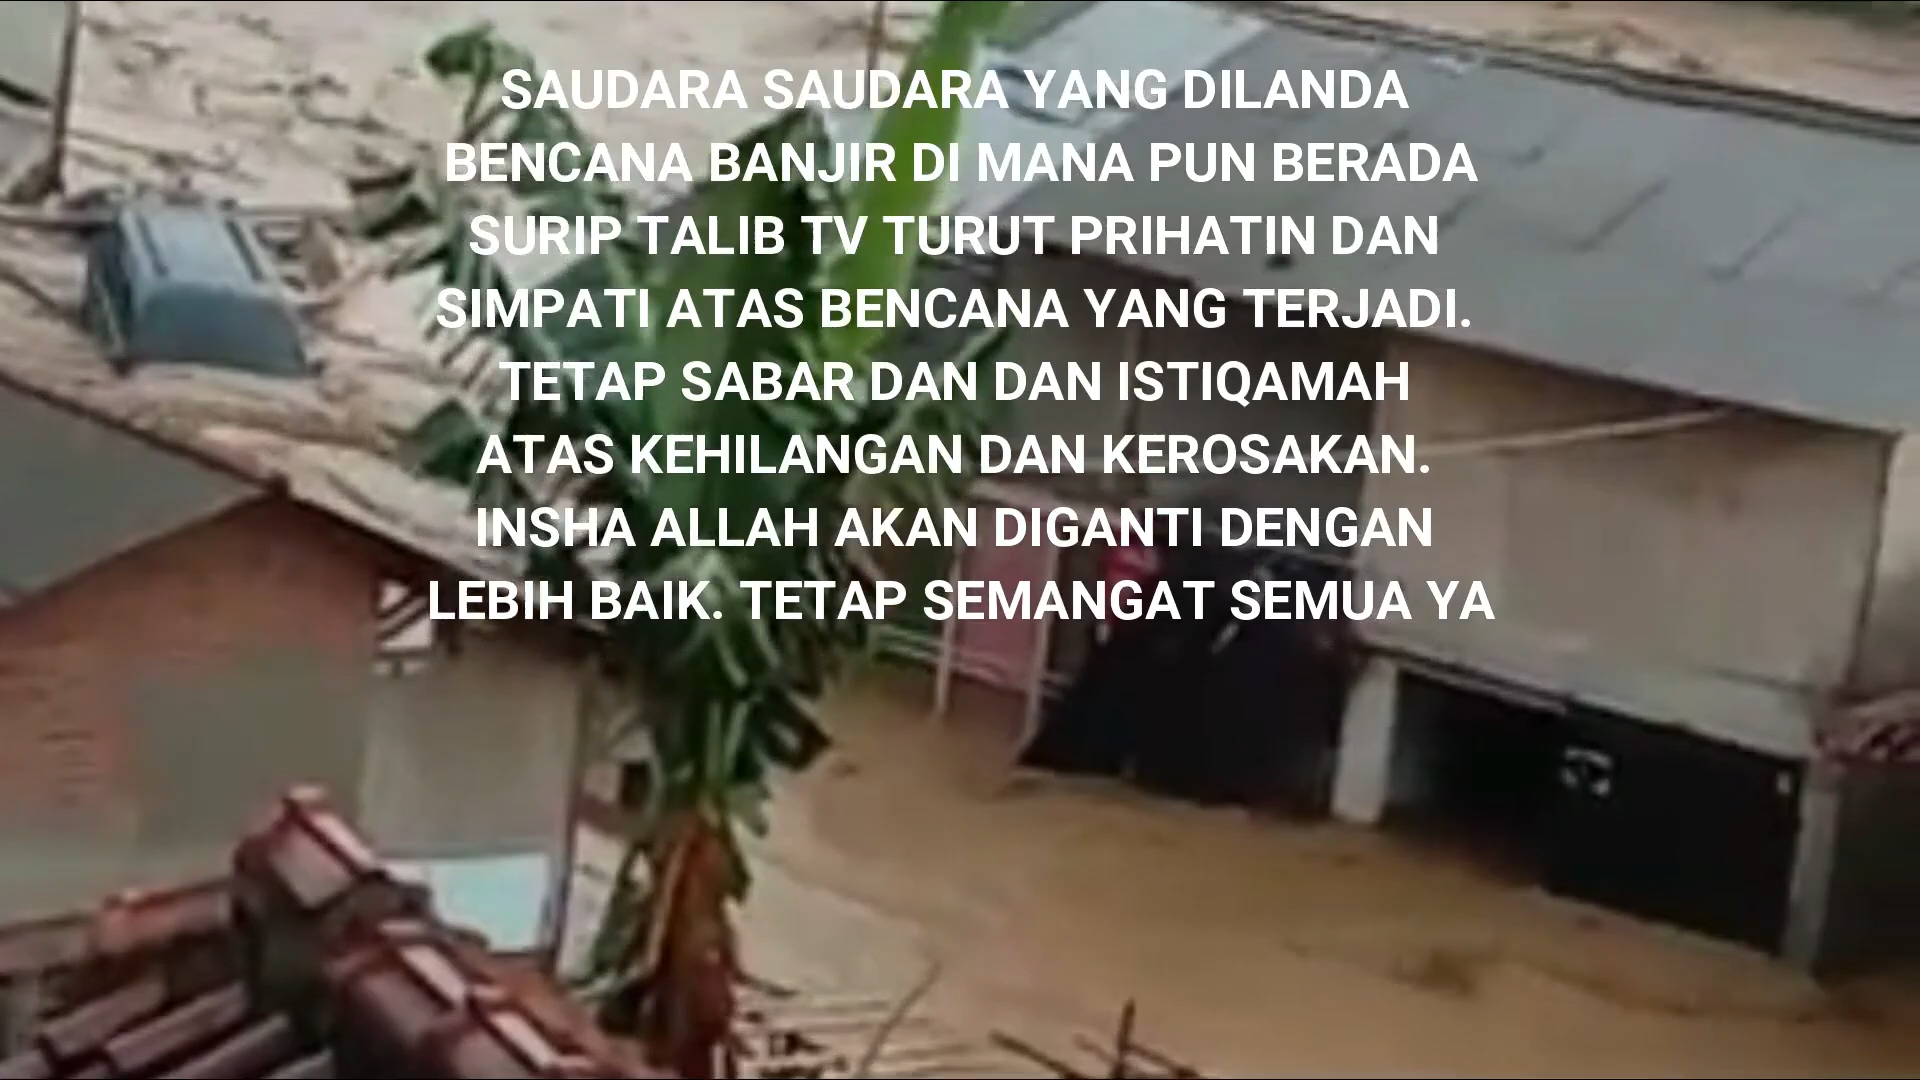 SAUDARA SAUDARA YANG DILANDA
BENCANA BANJIR DI MANA PUN BERADA
SURIP TALIB TV TURUT PRIHATIN DAN
SIMPATI ATAS BENCANA YANG TERJADI.
TETAP SABAR DAN DAN ISTIQAMAH
ATAS KEHILANGAN DAN KEROSAKAN.
INSHA ALLAH AKAN DIGANTI DENGAN
LEBIH BAIK. TETAP SEMANGAT SEMUA YA